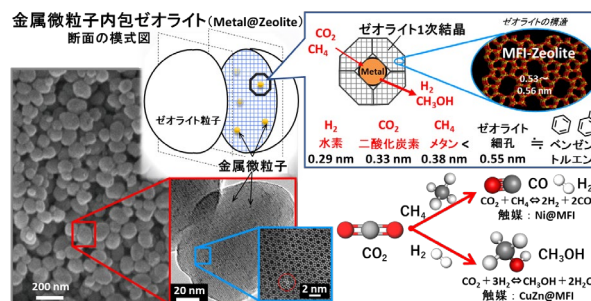 金属微粒子内包ゼオライト(Metal@Zeolite)
断面の模式図
ゼオライト粒子
金属微粒子
200 nm
20 nm
2 nm
ゼオライト1次結晶
CO2
CH4
Metal
H2
CH3OH
ゼオライトの構造
MFI-Zeolite
0.53～
0.56 nm
H2 CO2 CH4 ゼオライト
水素 二酸化炭素 メタン < 細孔 ≒ ベンゼン
0.29 nm 0.33 nm 0.38 nm 0.55 nm トルエン
CO2
CH4
H2
CO H2
CO2+CH4⇔2H2+2CO
触媒：Ni@MFI
CH3OH
CO2+3H2⇔CH3OH+2H2O
触媒：CuZn@MFI